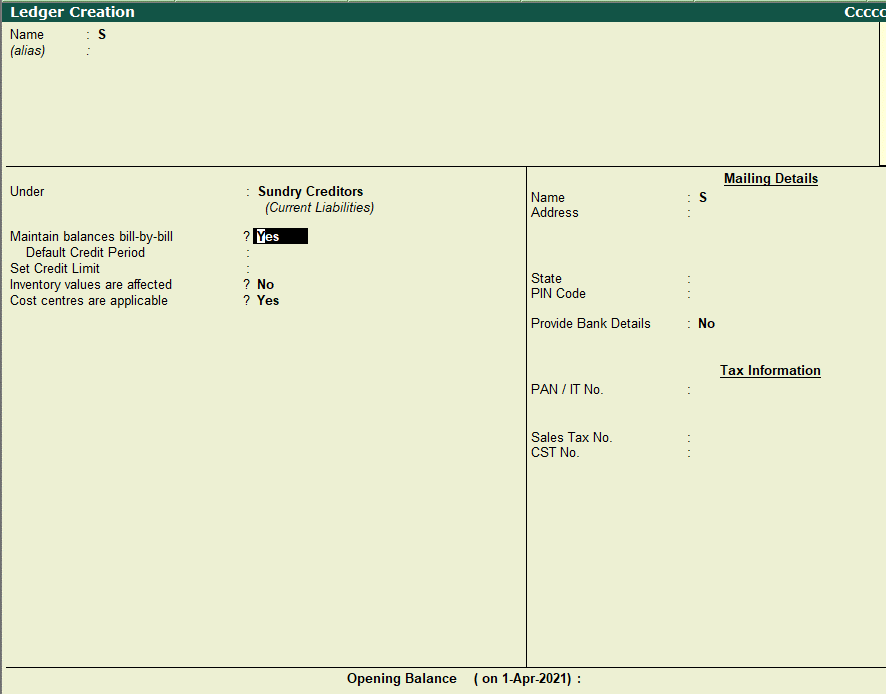 Ledger Creation Ccccc
Name : S
(alias) :
Under : Sundry Creditors
(Current Liabilities)
Maintain balances bill-by-bill ? Yes
Default Credit Period :
Set Credit Limit :
Inventory values are affected ? No
Cost centres are applicable ? Yes
Mailing Details
Name : S
Address :
State :
PIN Code :
Provide Bank Details : No
Tax Information
PAN / IT No. :
Sales Tax No. :
CST No. :
Opening Balance ( on 1-Apr-2021) :